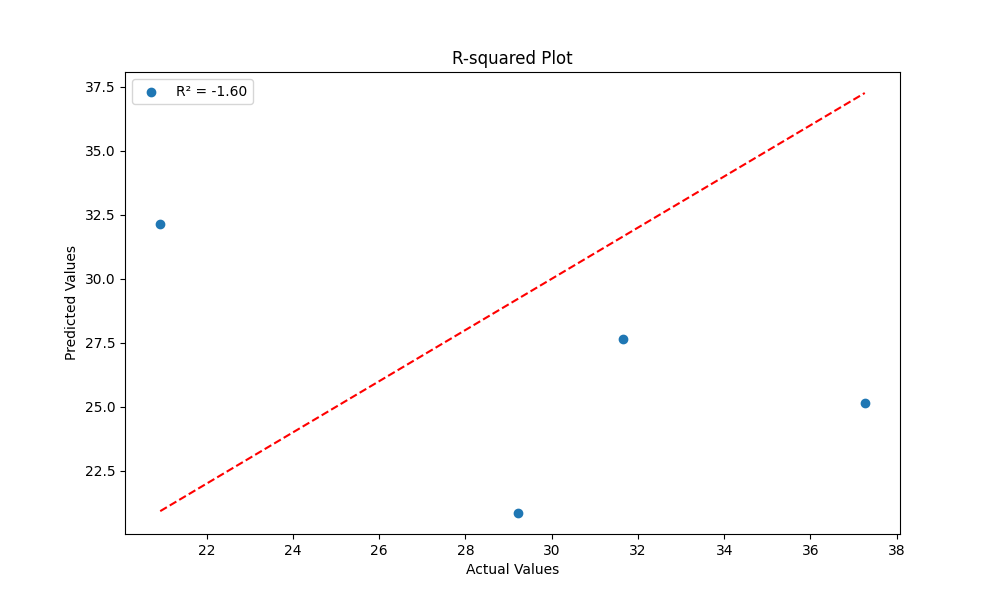 R-squared Plot
R² = -1.60
37.5
35.0
32.5
30.0
27.5
25.0
22.5
Predicted Values
22 24 26 28 30 32 34 36 38
Actual Values